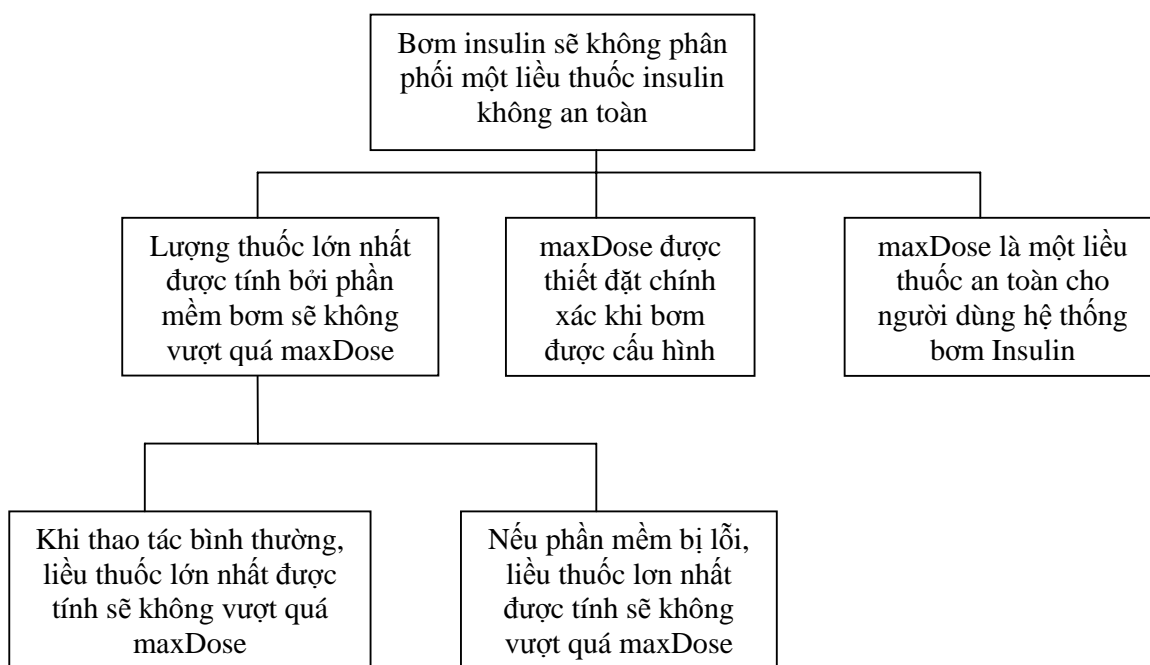 Bơm insulin sẽ không phân
phối một liều thuốc insulin
không an toàn
Lượng thuốc lớn nhất
được tính bởi phần
mềm bơm sẽ không
vượt quá maxDose
maxDose được
thiết đặt chính
xác khi bơm
được cấu hình
maxDose là một liều
thuốc an toàn cho
người dùng hệ thống
bơm Insulin
Khi thao tác bình thường,
liều thuốc lớn nhất được
tính sẽ không vượt quá
maxDose
Nếu phần mềm bị lỗi,
liều thuốc lơn nhất
được tính sẽ không
vượt quá maxDose